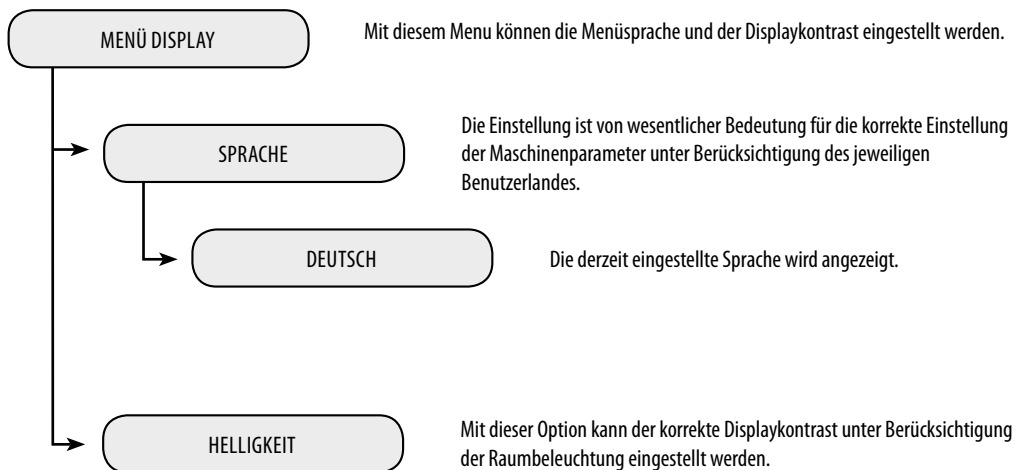 MENÜ DISPLAY
Mit diesem Menu können die Menüsprache und der Displaykontrast eingestellt werden.
SPRACHE
Die Einstellung ist von wesentlicher Bedeutung für die korrekte Einstellung
der Maschinenparameter unter Berücksichtigung des jeweiligen
Benutzerlandes.
DEUTSCH
Die derzeit eingestellte Sprache wird angezeigt.
HELLIGKEIT
Mit dieser Option kann der korrekte Displaykontrast unter Berücksichtigung
der Raumbeleuchtung eingestellt werden.